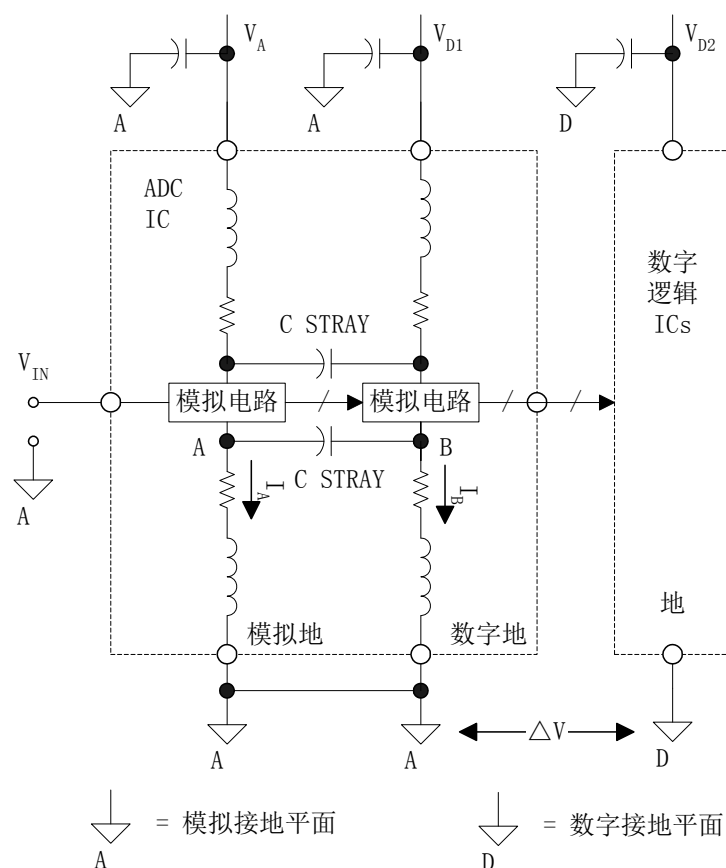 V_A
V_D1
V_D2
A
A
D
ADC
IC
数字
逻辑
ICs
C STRAY
V_IN
模拟电路
模拟电路
A
B
I_A
C STRAY
I_B
A
模拟地
数字地
地
A
A
△V
D
= 模拟接地平面
A
= 数字接地平面
D